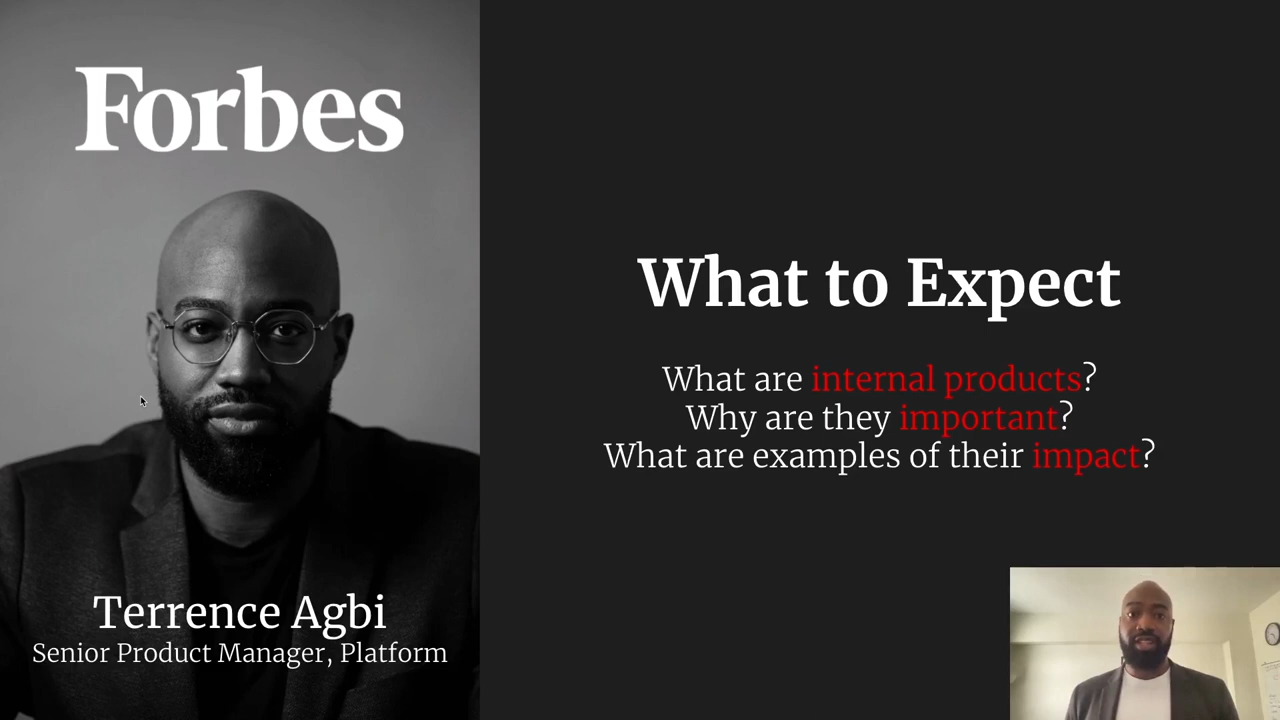 Forbes
Terrence Agbi
Senior Product Manager, Platform
What to Expect
What are internal products?
Why are they important?
What are examples of their impact?